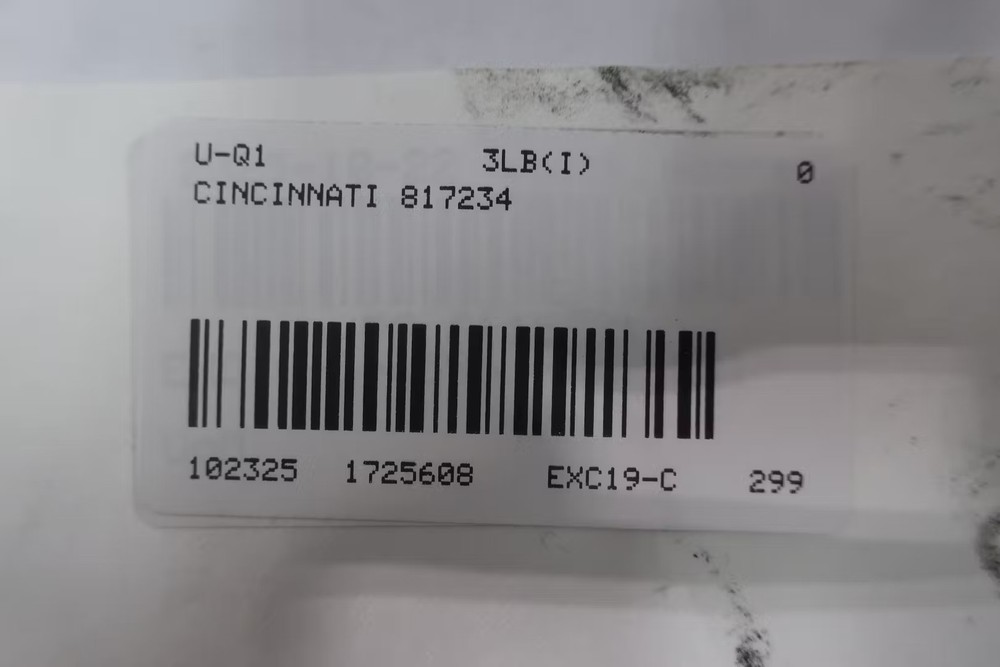 U-Q1 3LB(I) 0
CINCINNATI 817234
102325 1725608 EXC19-C 299